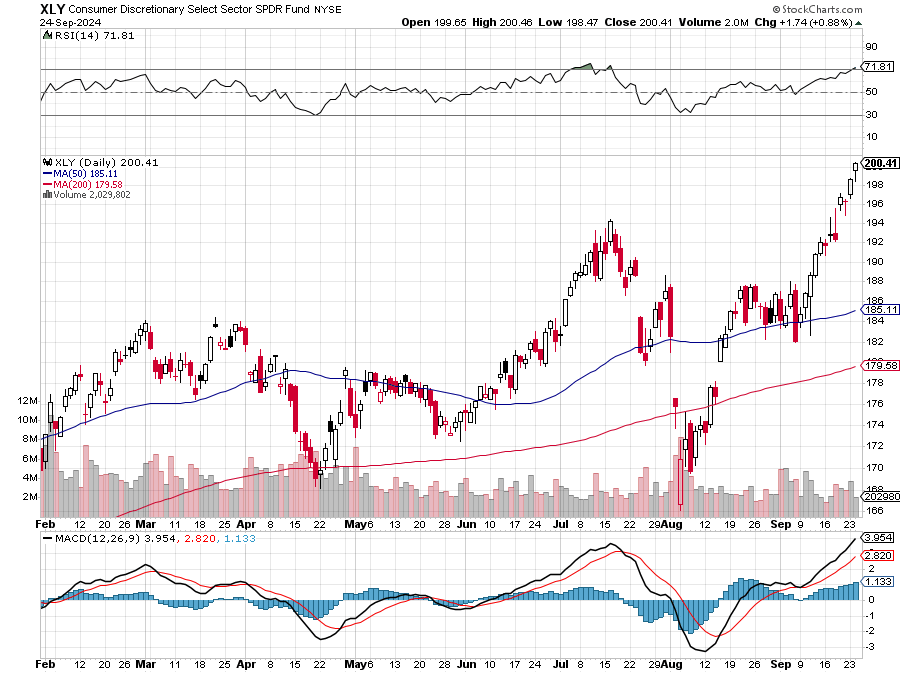 XLY Consumer Discretionary Select Sector SPDR Fund NYSE © StockCharts.com
24-Sep-2024 Open 199.65 High 200.46 Low 198.47 Close 200.41 Volume 2.0M Chg +1.74 (+0.88%)
RSI(14) 71.81
90
71.81
50
30
10
XLY (Daily) 200.41
MA(50) 185.11
MA(200) 179.58
Volume 2,029,802
200.41
198
196
194
192
190
188
186
185.11
184
182
179.58
178
12M 176
10M 174
8M 172
6M 170
4M 168
2M 202980
166
Feb 12 20 26 Mar 11 18 25 Apr 8 15 22 May 6 13 20 28 Jun 10 17 24 Jul 8 15 22 29 Aug 12 19 26 Sep 9 16 23
MACD(12,26,9) 3.954, 2.820, 1.133
3.954
2.820
2
1.133
0
-1
-2
-3
Feb 12 20 26 Mar 11 18 25 Apr 8 15 22 May 6 13 20 28 Jun 10 17 24 Jul 8 15 22 29 Aug 12 19 26 Sep 9 16 23